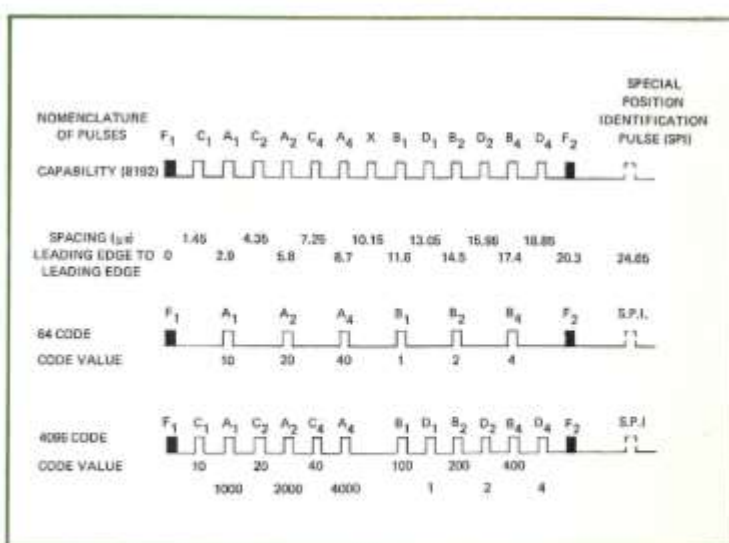 SPECIAL
POSITION
IDENTIFICATION
PULSE (SPI)
NOMENCLATURE
OF PULSES F1 C1 A1 C2 A2 C4 A4 X B1 D1 B2 D2 B4 D4 F2
CAPABILITY (8192)
SPACING (μs) 1.45 4.35 7.25 10.15 13.05 15.95 18.85
LEADING EDGE TO 0 2.9 5.8 8.7 11.6 14.5 17.4 20.3 24.65
LEADING EDGE
F1 A1 A2 A4 B1 B2 B4 F2 S.P.I.
64 CODE
CODE VALUE 10 20 40 1 2 4
F1 C1 A1 C2 A2 C4 A4 B1 D1 B2 D2 B4 D4 F2 S.P.I
4096 CODE
CODE VALUE 10 20 40 100 200 400
1000 2000 4000 1 2 4